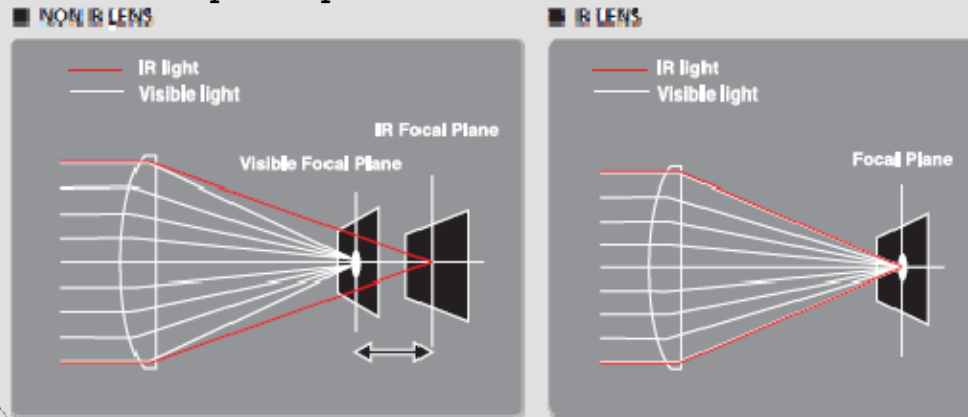 NON IR LENS
IR light
Visible light
IR Focal Plane
Visible Focal Plane
IR LENS
IR light
Visible light
Focal Plane